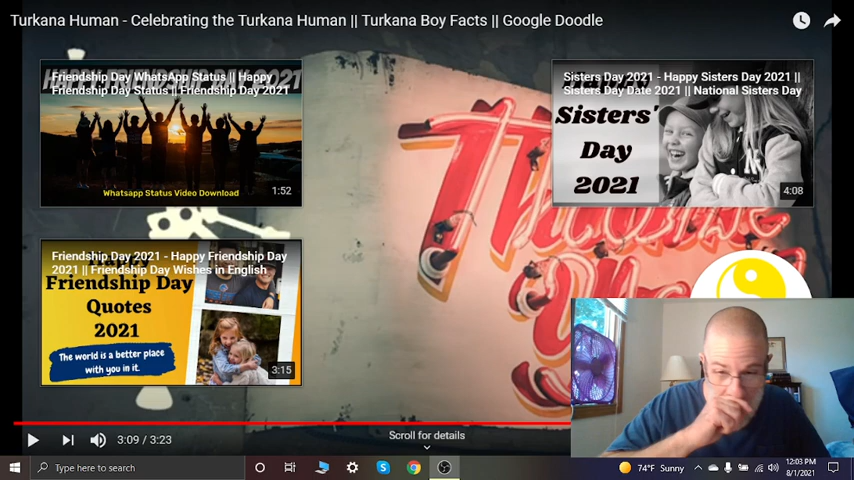 Turkana Human - Celebrating the Turkana Human || Turkana Boy Facts || Google Doodle
Friendship Day WhatsApp Status || Happy
Friendship Day Status || Friendship Day 2021
Whatsapp Status Video Download
1:52
Sisters Day 2021 - Happy Sisters Day 2021 ||
Sisters Day Date 2021 || National Sisters Day
Happy
Sisters'
Day
2021
4:08
Friendship Day 2021 - Happy Friendship Day
2021 || Friendship Day Wishes in English
Happy
Friendship Day
Quotes
2021
The world is a better place
with you in it.
3:15
3:09 / 3:23
Scroll for details
Type here to search
74°F Sunny
12:03 PM
8/1/2021